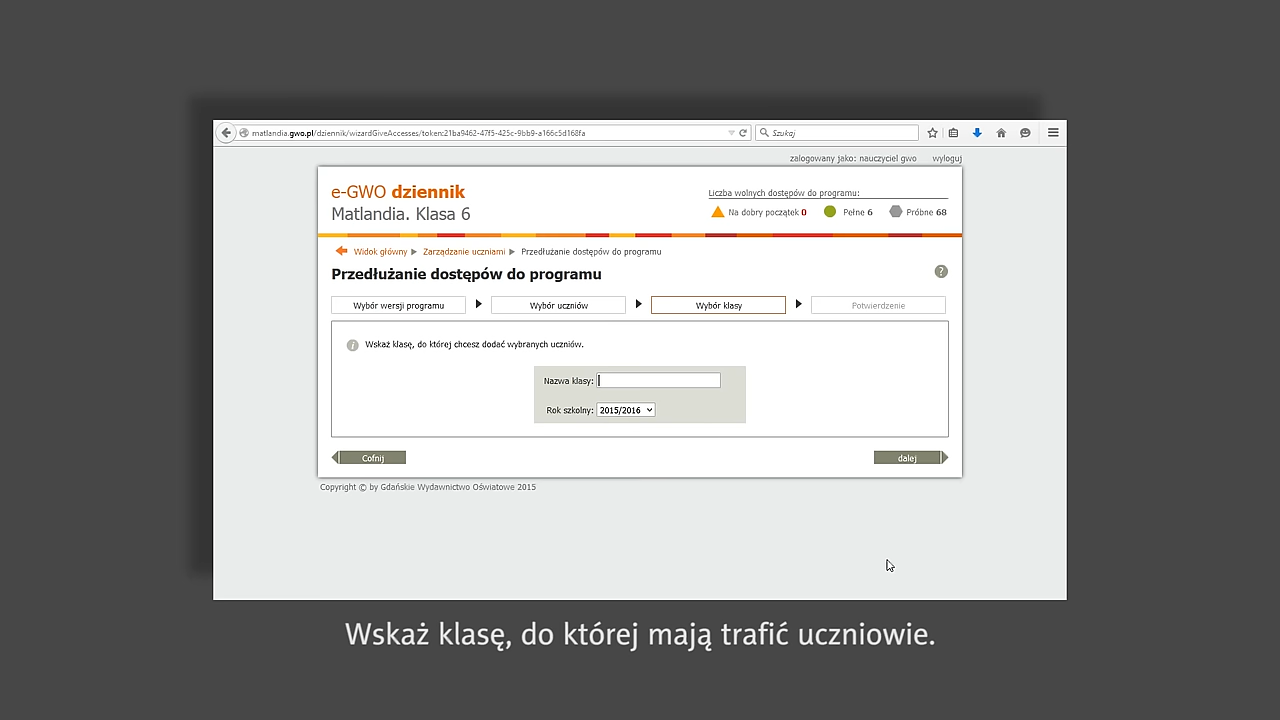 matlandia.gwo.pl/dziennik/wizardGiveAccesses/token:21ba9462-47f5-425c-9bb9-a166c5d168fa
Szukaj
zalogowany jako: nauczyciel gwo wyloguj
e-GWO dziennik
Matlandia. Klasa 6
Liczba wolnych dostępów do programu:
Na dobry początek 0 Pełne 6 Próbne 68
Widok główny Zarządzanie uczniami Przedłużanie dostępów do programu
Przedłużanie dostępów do programu
?
Wybór wersji programu Wybór uczniów Wybór klasy Potwierdzenie
i Wskaż klasę, do której chcesz dodać wybranych uczniów.
Nazwa klasy:
Rok szkolny: 2015/2016
Cofnij dalej
Copyright © by Gdańskie Wydawnictwo Oświatowe 2015
Wskaż klasę, do której mają trafić uczniowie.